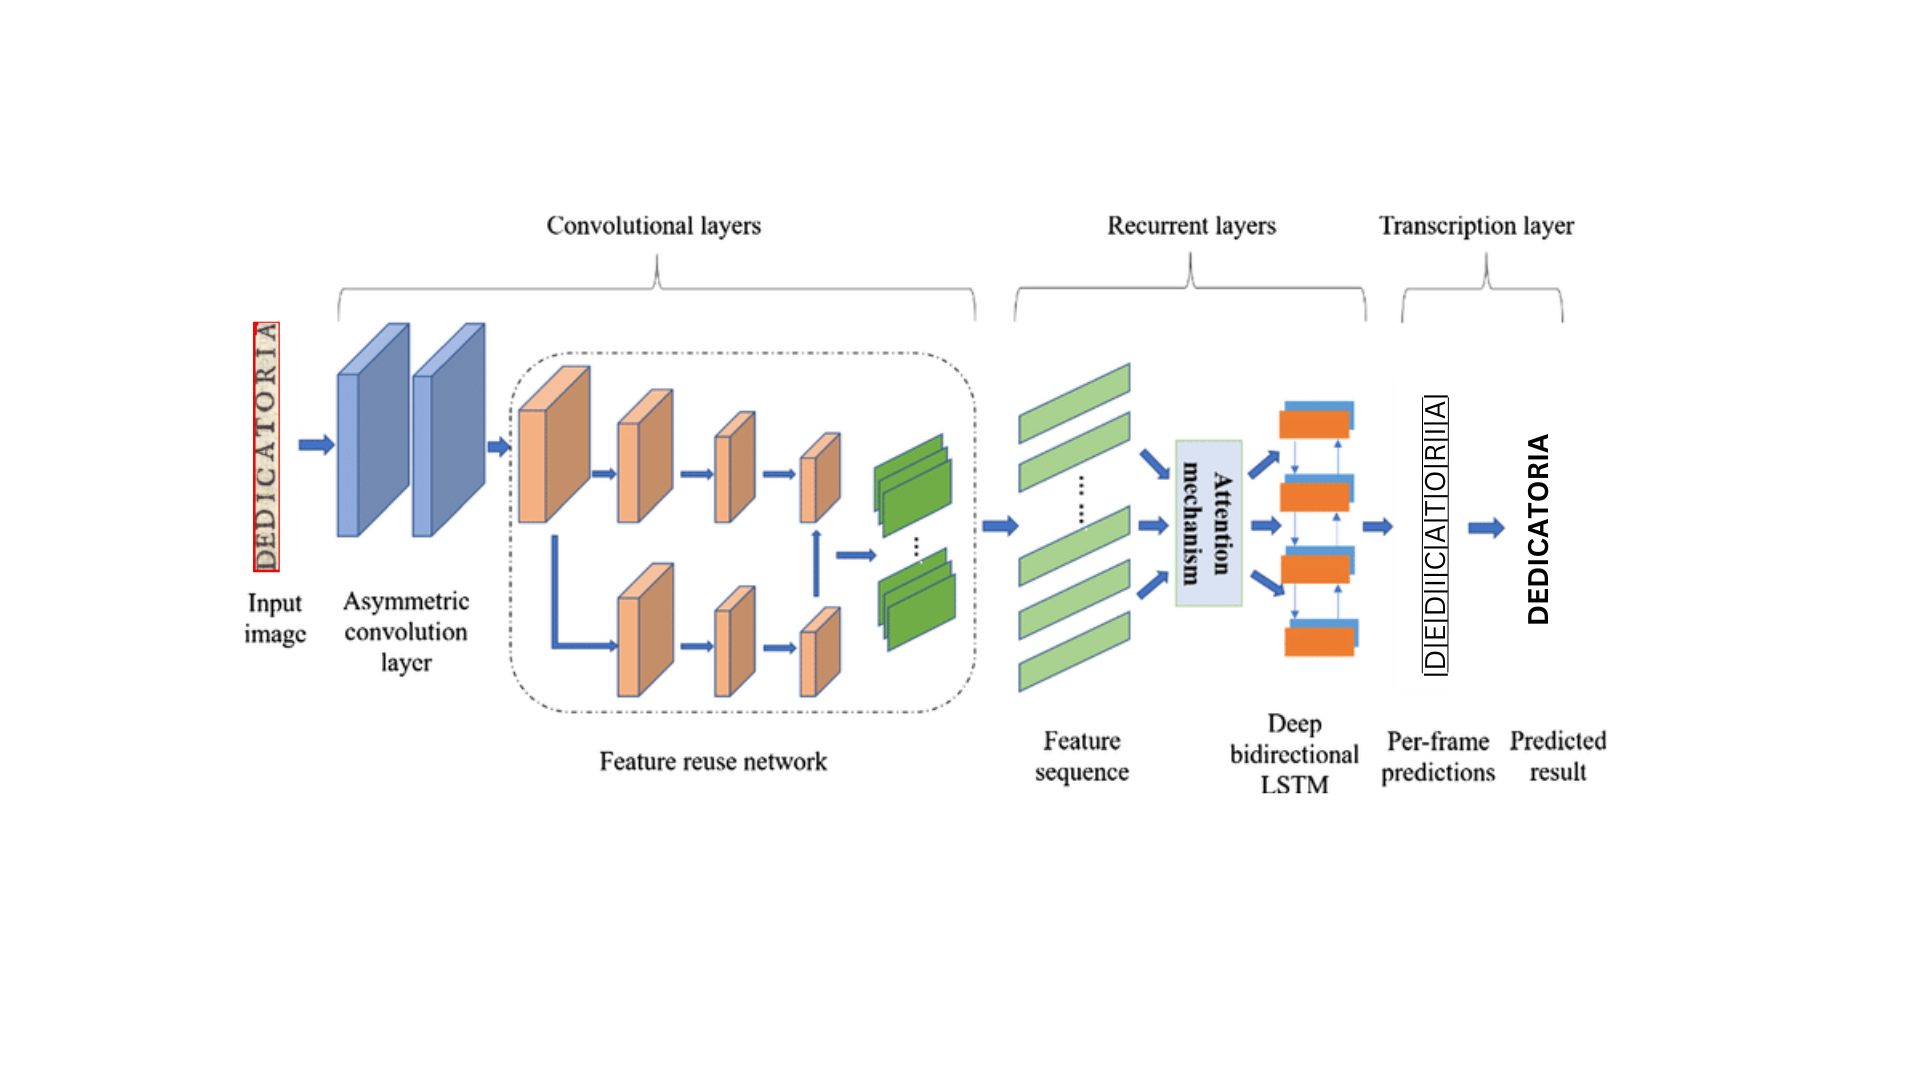 Convolutional layers
Recurrent layers
Transcription layer
DEDICATORIA
Input
image
Asymmetric
convolution
layer
Feature reuse network
Feature
sequence
Attention
mechanism
Deep
bidirectional
LSTM
|D|E|D|I|C|A|T|O|R|I|A|
Per-frame
predictions
DEDICATORIA
Predicted
result